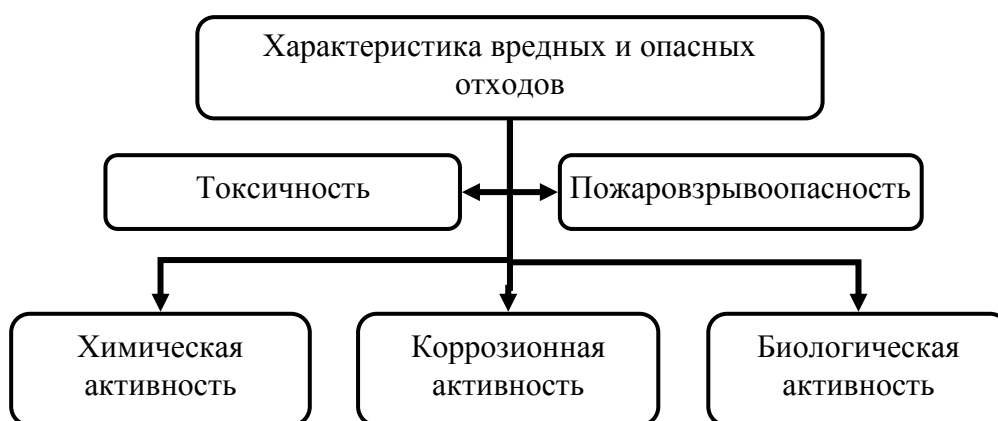 Характеристика вредных и опасных
отходов
Токсичность
Пожаровзрывоопасность
Химическая
активность
Коррозионная
активность
Биологическая
активность